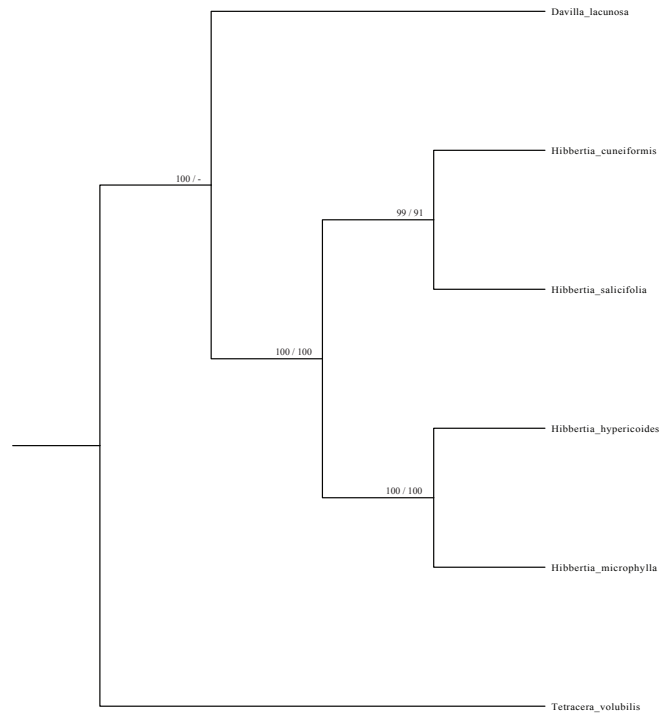 Davilla_lacunosa
Hibbertia_cuneiformis
100 / -
99 / 91
Hibbertia_salicifolia
100 / 100
Hibbertia_hypericoides
100 / 100
Hibbertia_microphylla
Tetracera_volubilis